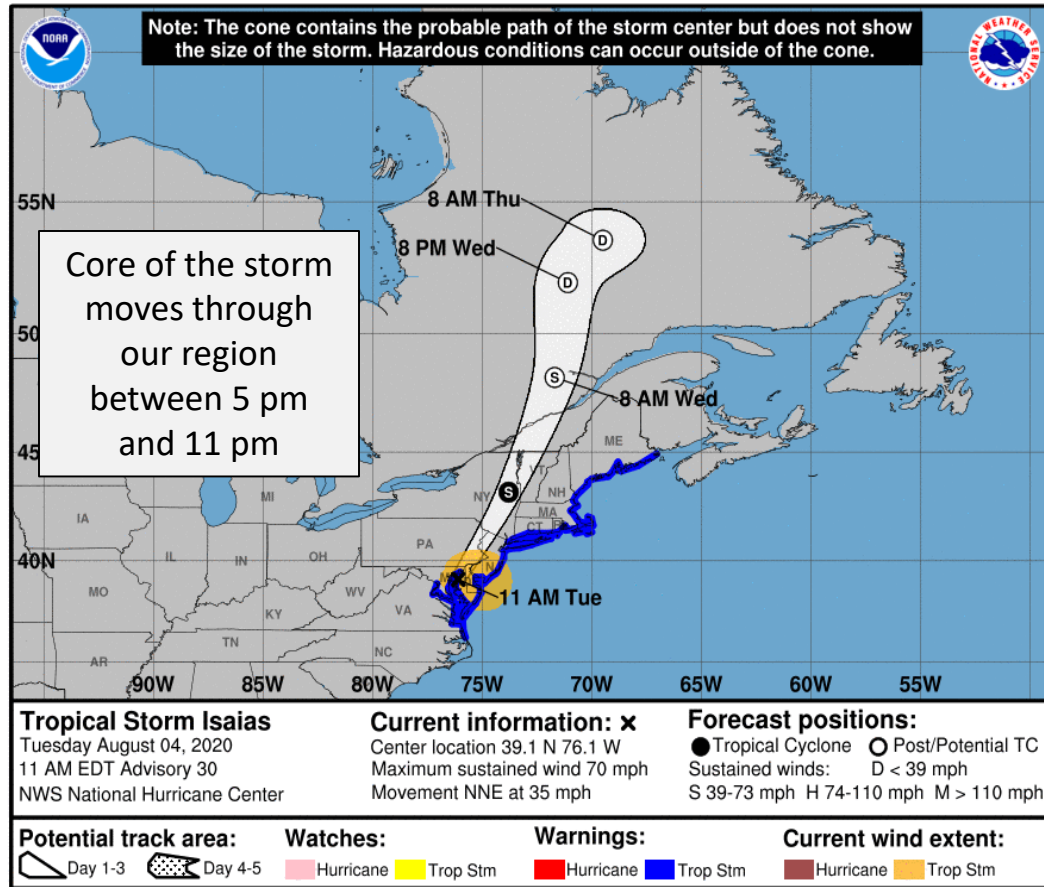 Note: The cone contains the probable path of the storm center but does not show
the size of the storm. Hazardous conditions can occur outside of the cone.
NOAA
NATIONAL WEATHER SERVICE
55N
50N
45N
40N
8 AM Thu
D
8 PM Wed
D
Core of the storm
moves through
our region
between 5 pm
and 11 pm
S
8 AM Wed
ME
VT
NH
NY
S
MA
CT
MI
IA
PA
IL
IN
OH
MO
WV
VA
KY
TN
NC
AR
11 AM Tue
90W 85W 80W 75W 70W 65W 60W 55W
Tropical Storm Isaias
Tuesday August 04, 2020
11 AM EDT Advisory 30
NWS National Hurricane Center
Current information: ×
Center location 39.1 N 76.1 W
Maximum sustained wind 70 mph
Movement NNE at 35 mph
Forecast positions:
Tropical Cyclone Post/Potential TC
Sustained winds: D < 39 mph
S 39-73 mph H 74-110 mph M > 110 mph
Potential track area:
Day 1-3 Day 4-5
Watches:
Hurricane Trop Stm
Warnings:
Hurricane Trop Stm
Current wind extent:
Hurricane Trop Stm